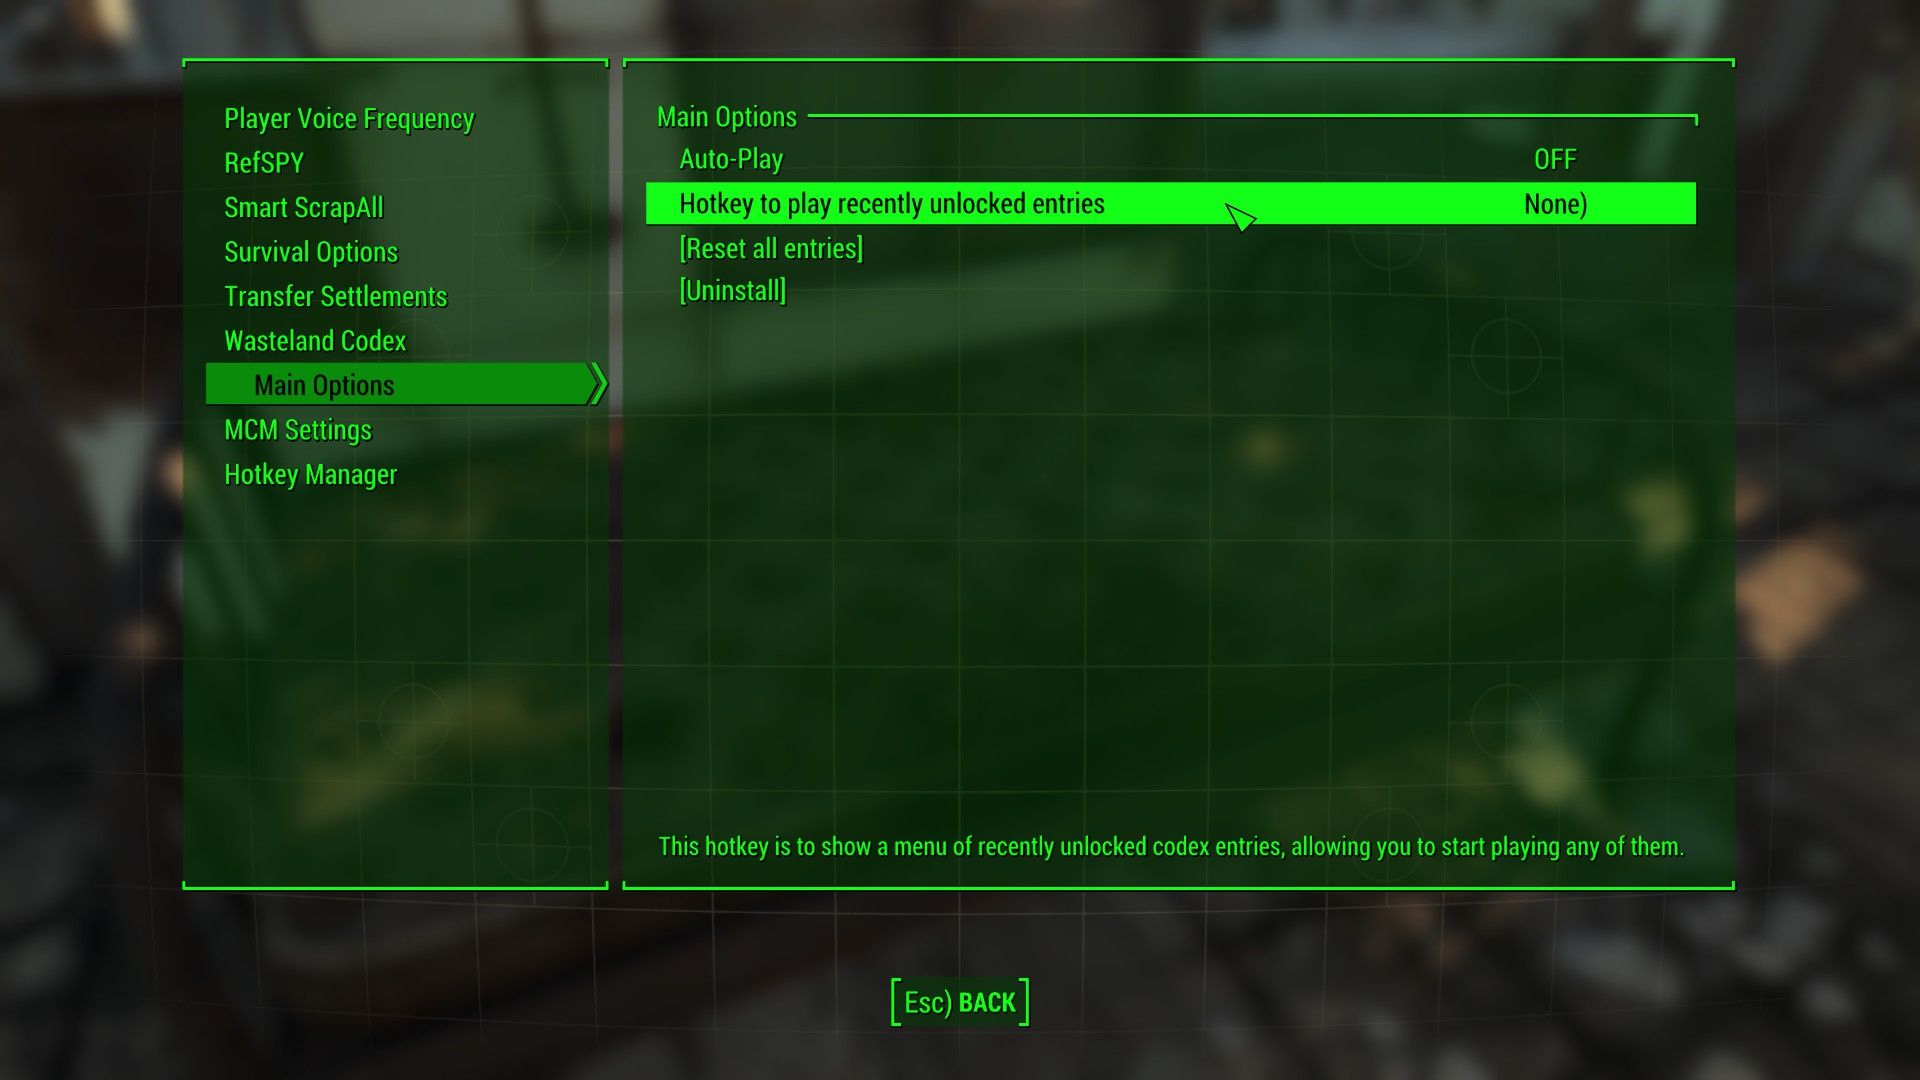 Player Voice Frequency
RefSPY
Smart ScrapAll
Survival Options
Transfer Settlements
Wasteland Codex
Main Options
MCM Settings
Hotkey Manager
Main Options
Auto-Play OFF
Hotkey to play recently unlocked entries None)
[Reset all entries]
[Uninstall]
This hotkey is to show a menu of recently unlocked codex entries, allowing you to start playing any of them.
[Esc) BACK]